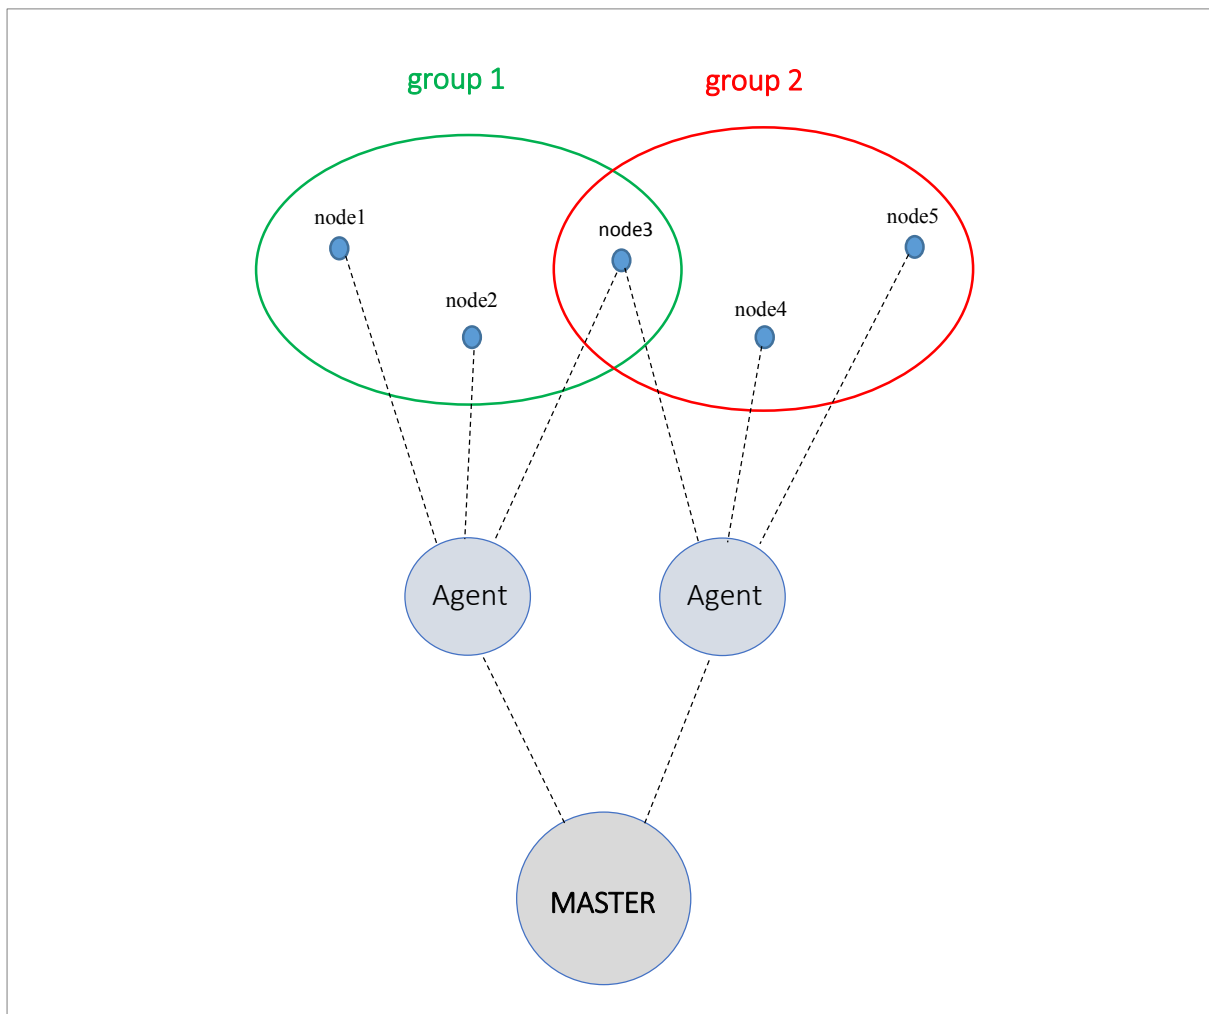 group 1
group 2
node1
node3
node5
node2
node4
Agent
Agent
MASTER